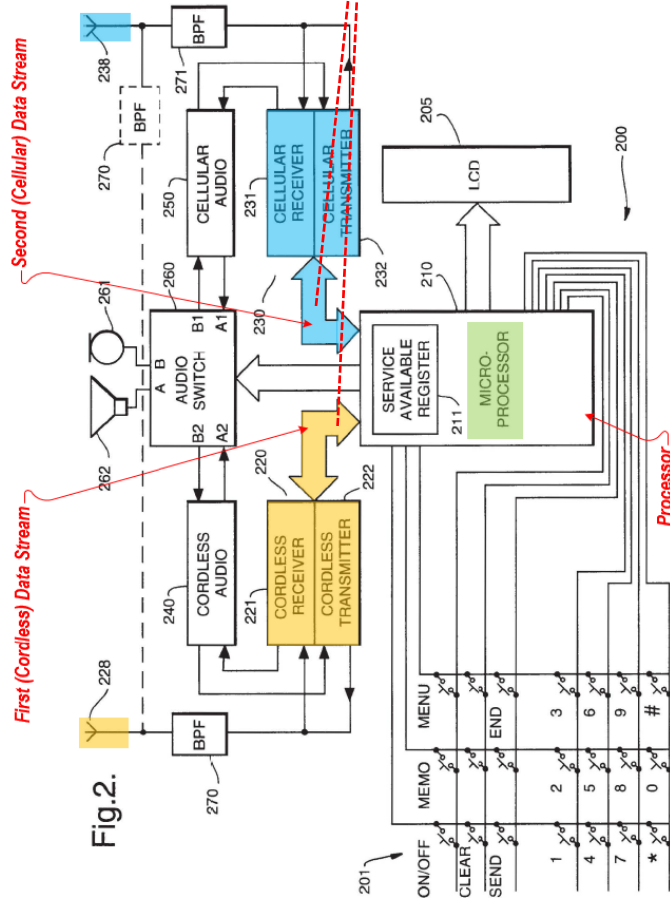 238
BPF
271
BPF
270
Second (Cellular) Data Stream
CELLULAR
AUDIO
250
CELLULAR
RECEIVER
231
CELLULAR
TRANSMITTER
232
230
205
LCD
200
261
260
B1
A1
B
A
AUDIO
SWITCH
B2
A2
262
210
SERVICE
AVAILABLE
REGISTER
211
MICRO-
PROCESSOR
Processor
First (Cordless) Data Stream
220
222
CORDLESS
AUDIO
240
CORDLESS
RECEIVER
221
CORDLESS
TRANSMITTER
228
BPF
270
Fig.2.
201
MENU
END
3
6
9
#
MEMO
2
5
8
0
ON/OFF
CLEAR
SEND
1
4
7
*